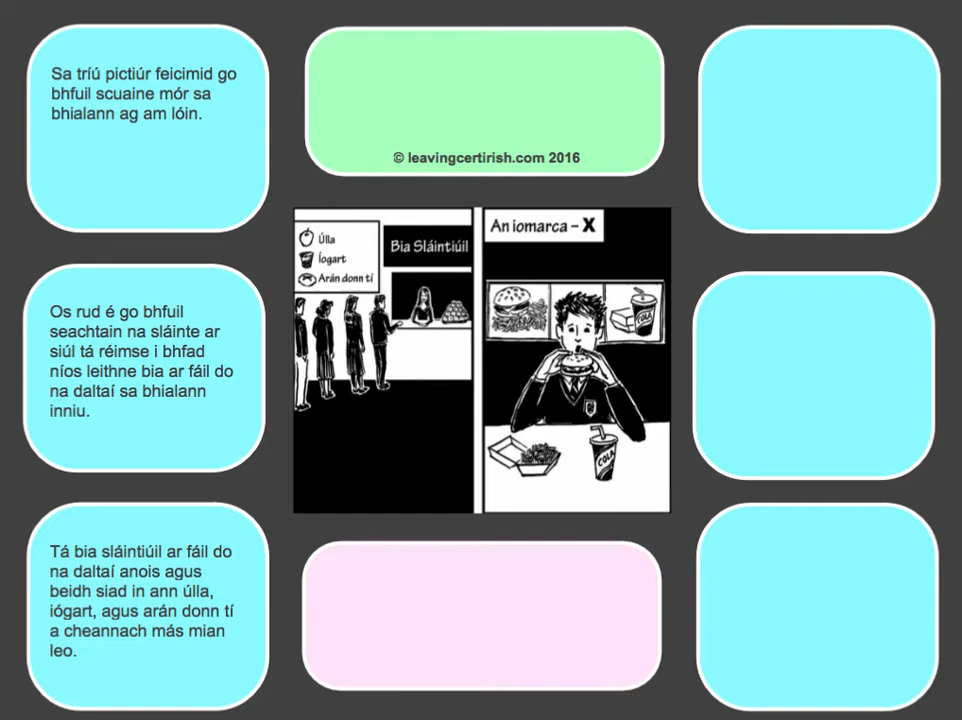 Sa tríú pictiúr feicimid go
bhfuil scuaine mór sa
bhialann ag am lóin.
© leavingcertirish.com 2016
Úlla
Íogart
Arán donn tí
Bia Sláintiúil
An iomarca – X
COLA
COLA
Os rud é go bhfuil
seachtain na sláinte ar
siúl tá réimse i bhfad
níos leithne bia ar fáil do
na daltaí sa bhialann
inniu.
Tá bia sláintiúil ar fáil do
na daltaí anois agus
beidh siad in ann úlla,
iógart, agus arán donn tí
a cheannach más mian
leo.